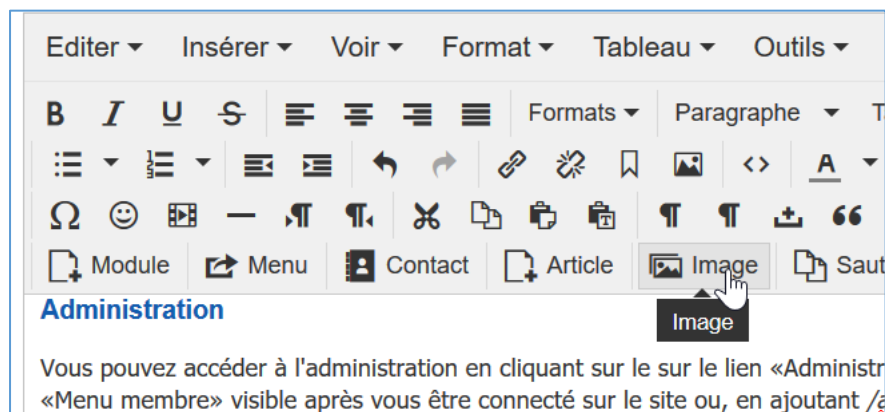 Editer Insérer Voir Format Tableau Outils
B I U S Formats Paragraphe
A
Module Menu Contact Article Image Saut
Image
Administration
Vous pouvez accéder à l'administration en cliquant sur le sur le lien «Administr
«Menu membre» visible après vous être connecté sur le site ou, en ajoutant /a